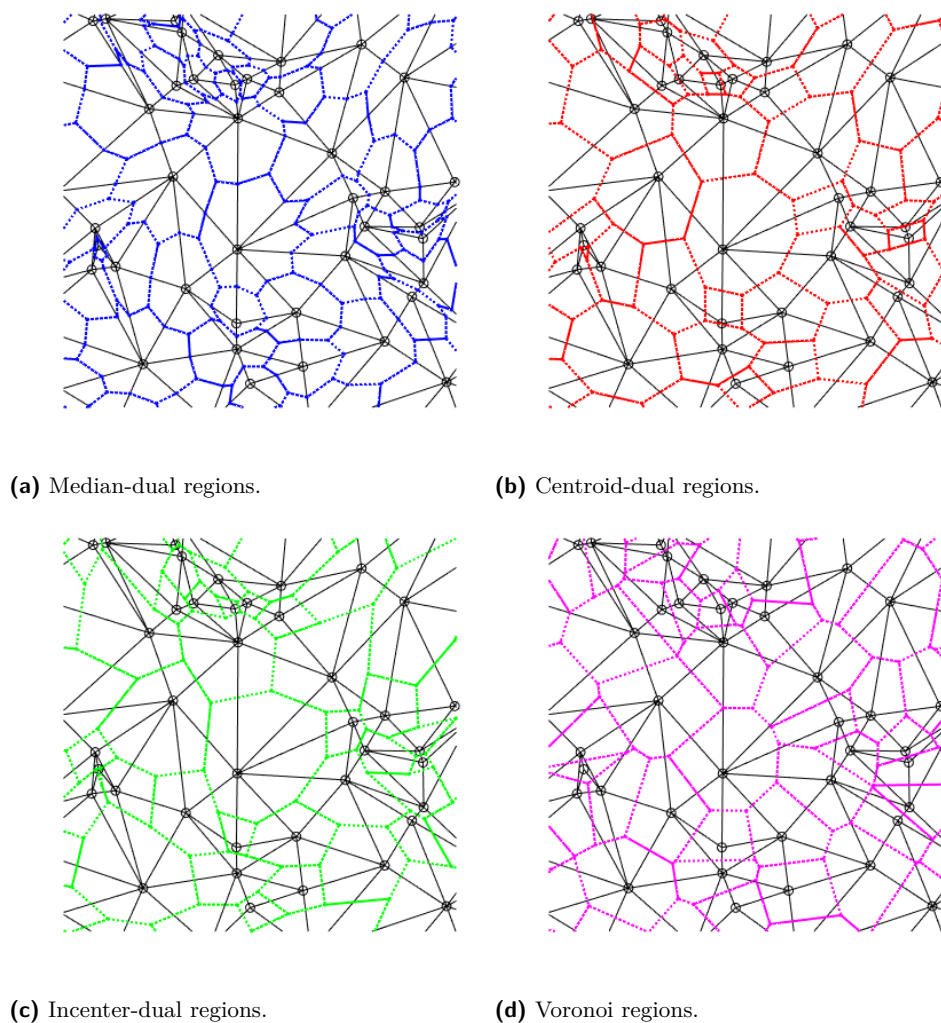 (a) Median-dual regions.
(b) Centroid-dual regions.
(c) Incenter-dual regions.
(d) Voronoi regions.